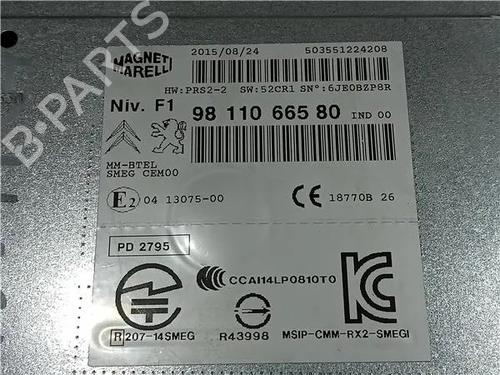 MAGNETI MARELLI
2015/08/24 503551224208
HW:PRS2-2 SW:52CR1 SN°:6JE0BZP8R
Niv. F1 98 110 665 80 IND 00
MM-BTEL
SMEG CEM00
E2 04 13075-00 CE 18770B 26
PD 2795
CCAI14LP0810T0
R 207-14SMEG R43998 MSIP-CMM-RX2-SMEGI
B-PARTS